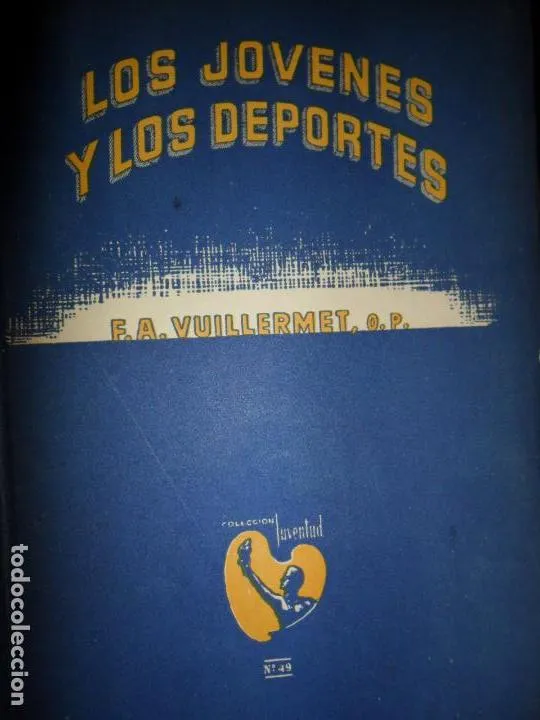 LOS JOVENES
Y LOS DEPORTES
F. A. VUILLERMET, O. P.
COLECCION
Juventud
Nº 49
todocoleccion